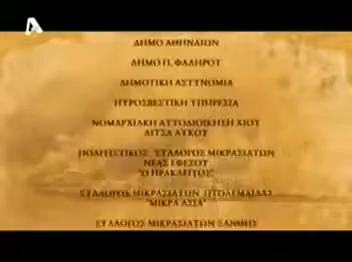 ΔΗΜΟ ΑΘΗΝΑΙΩΝ
ΔΗΜΟ Π. ΦΑΛΗΡΟΥ
ΔΗΜΟΤΙΚΗ ΑΣΤΥΝΟΜΙΑ
ΠΥΡΟΣΒΕΣΤΙΚΗ ΥΠΗΡΕΣΙΑ
ΝΟΜΑΡΧΙΑΚΗ ΑΥΤΟΔΙΟΙΚΗΣΗ ΧΙΟΥ
ΛΙΤΣΑ ΛΥΚΟΥ
ΠΟΛΙΤΙΣΤΙΚΟΣ ΣΥΛΛΟΓΟΣ ΜΙΚΡΑΣΙΑΤΩΝ
ΝΕΑΣ ΕΦΕΣΟΥ
"Ο ΗΡΑΚΛΕΙΤΟΣ"
ΣΥΛΛΟΓΟΣ ΜΙΚΡΑΣΙΑΤΩΝ ΠΤΟΛΕΜΑΪΔΑΣ
"ΜΙΚΡΑ ΑΣΙΑ"
ΣΥΛΛΟΓΟΣ ΜΙΚΡΑΣΙΑΤΩΝ ΞΑΝΘΗΣ